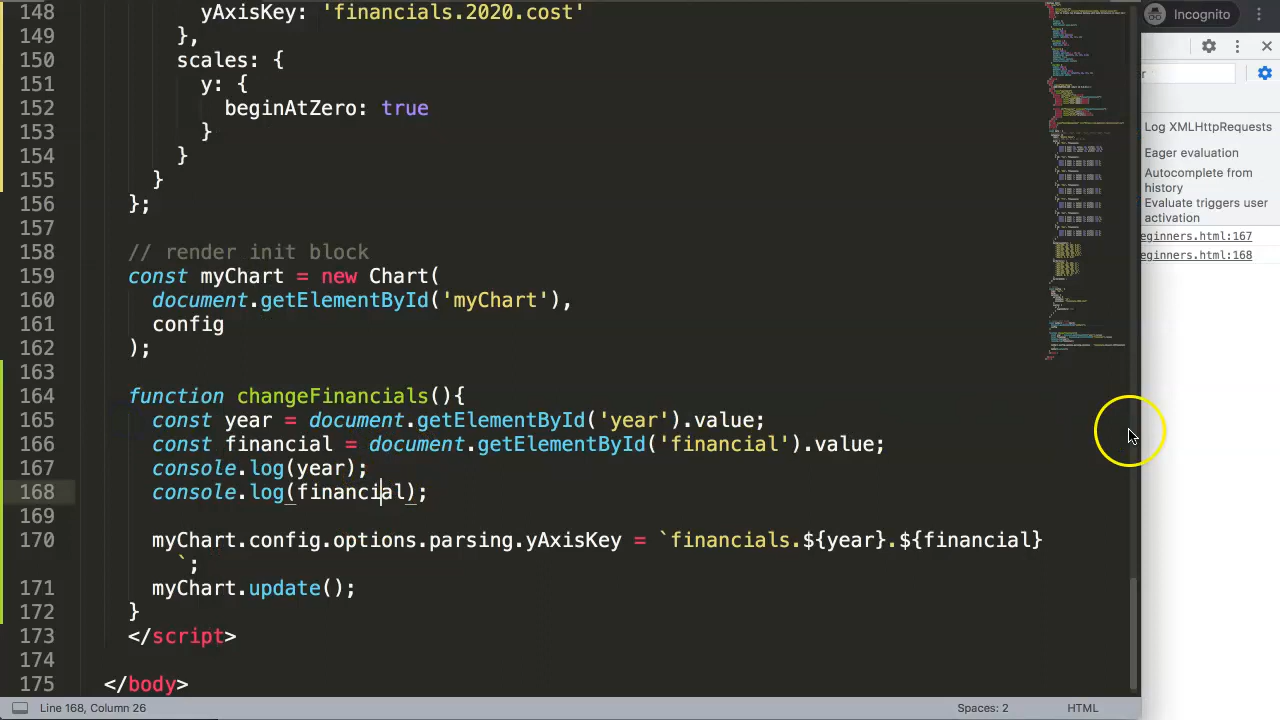 148 yAxisKey: 'financials.2020.cost'
149 },
150 scales: {
151 y: {
152 beginAtZero: true
153 }
154 }
155 }
156 };
157
158 // render init block
159 const myChart = new Chart(
160 document.getElementById('myChart'),
161 config
162 );
163
164 function changeFinancials(){
165 const year = document.getElementById('year').value;
166 const financial = document.getElementById('financial').value;
167 console.log(year);
168 console.log(financial);
169
170 myChart.config.options.parsing.yAxisKey = `financials.${year}.${financial}
`;
171 myChart.update();
172 }
173 </script>
174
175 </body>
Line 168, Column 26
Spaces: 2
HTML
Incognito
Log XMLHttpRequests
Eager evaluation
Autocomplete from
history
Evaluate triggers user
activation
eginners.html:167
eginners.html:168